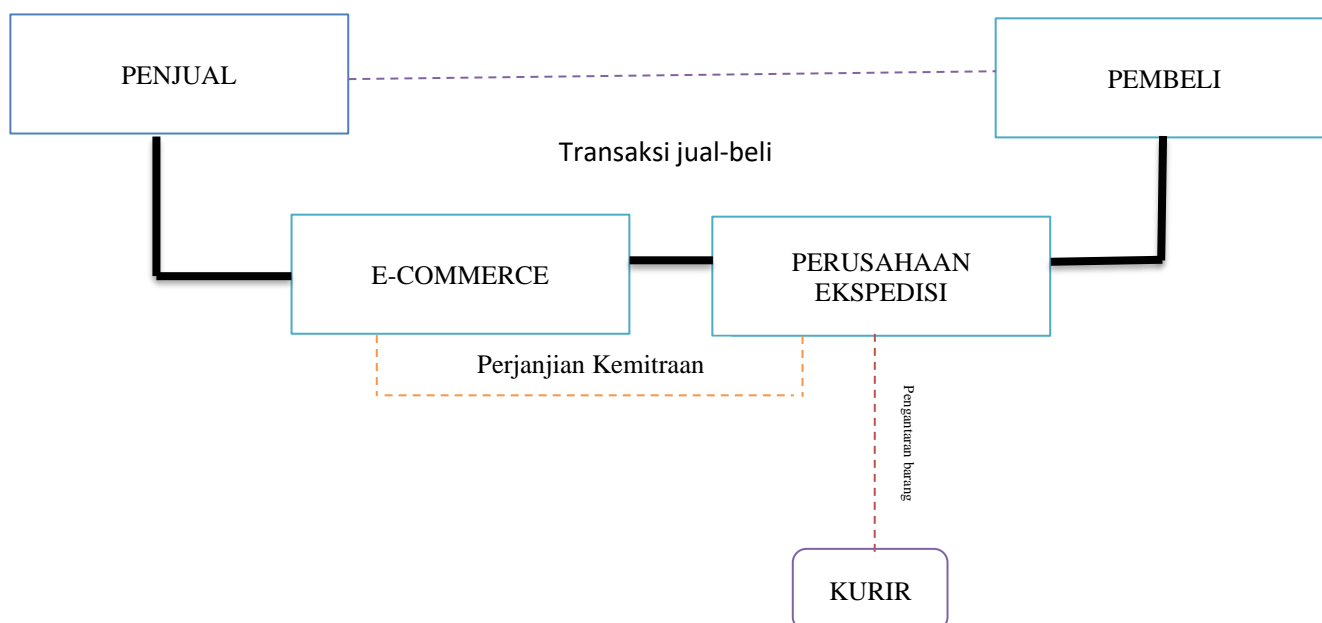 PENJUAL
PEMBELI
Transaksi jual-beli
E-COMMERCE
PERUSAHAAN
EKSPEDISI
Perjanjian Kemitraan
Pengantaran barang
KURIR